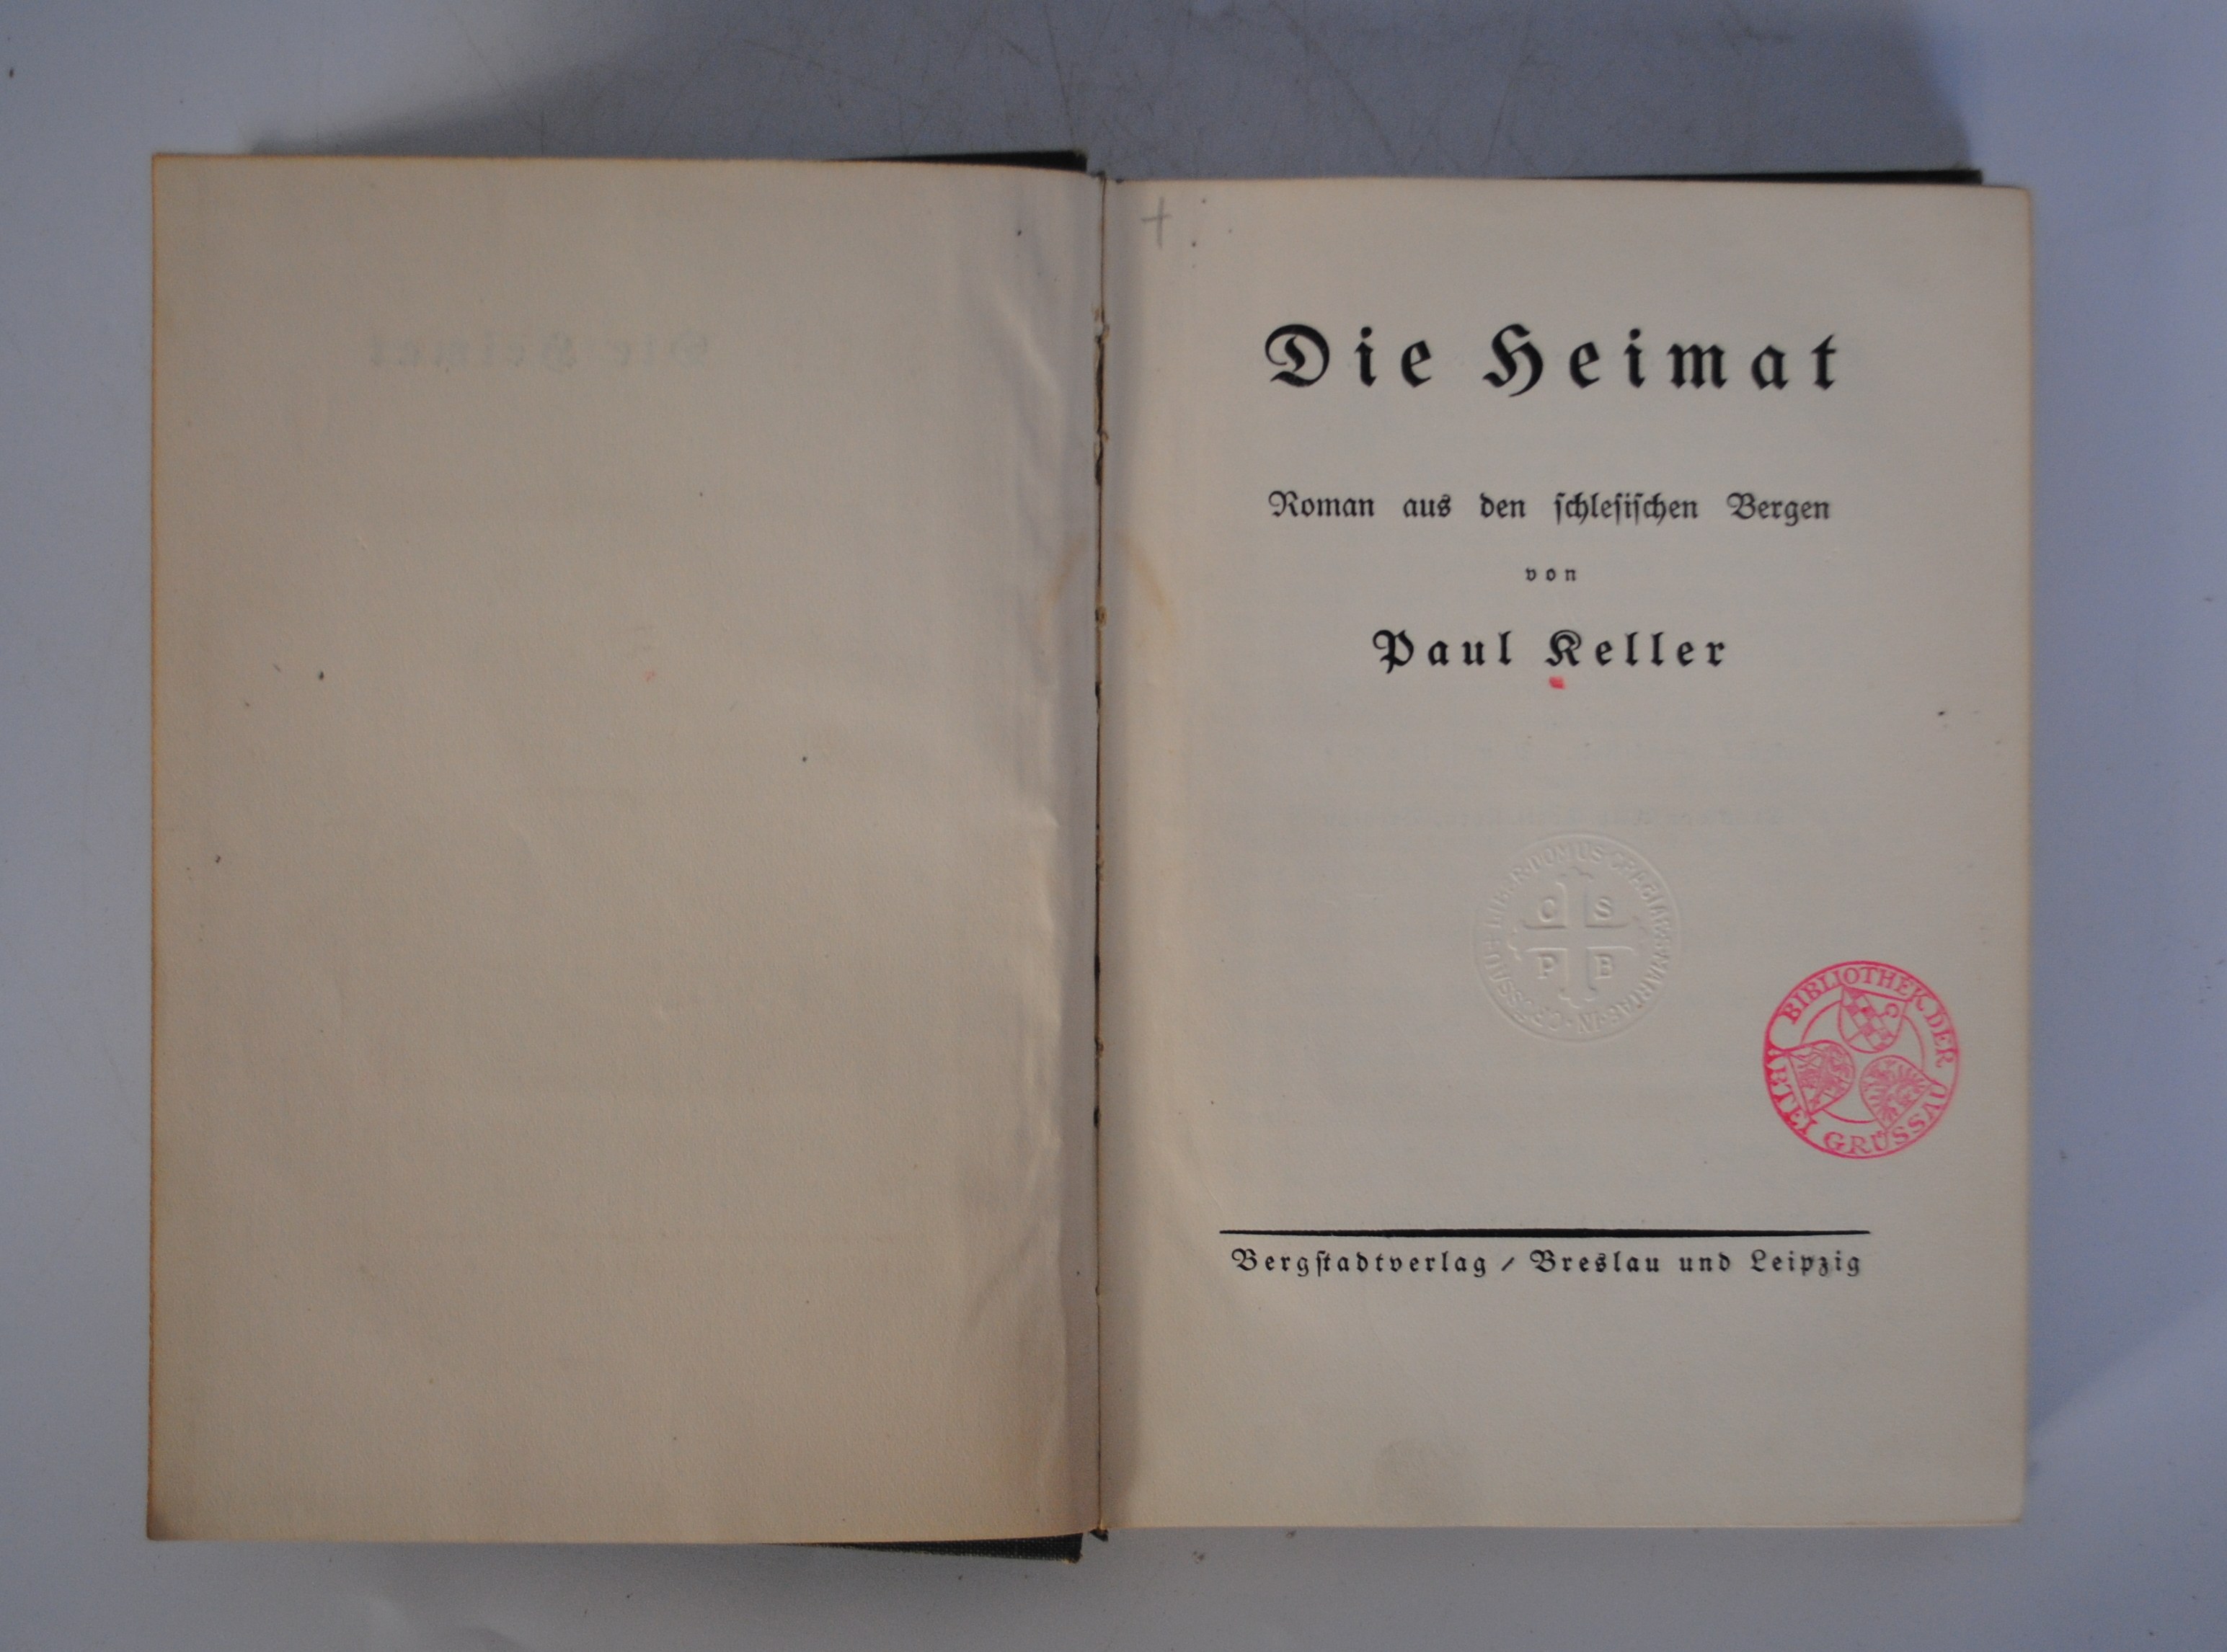 Die Heimat
Roman aus den schlesischen Bergen
von
Paul Keller
C S
P B
BIBLIOTHEK DER ABTEI GRÜSSAU
Bergstadtverlag / Breslau und Leipzig